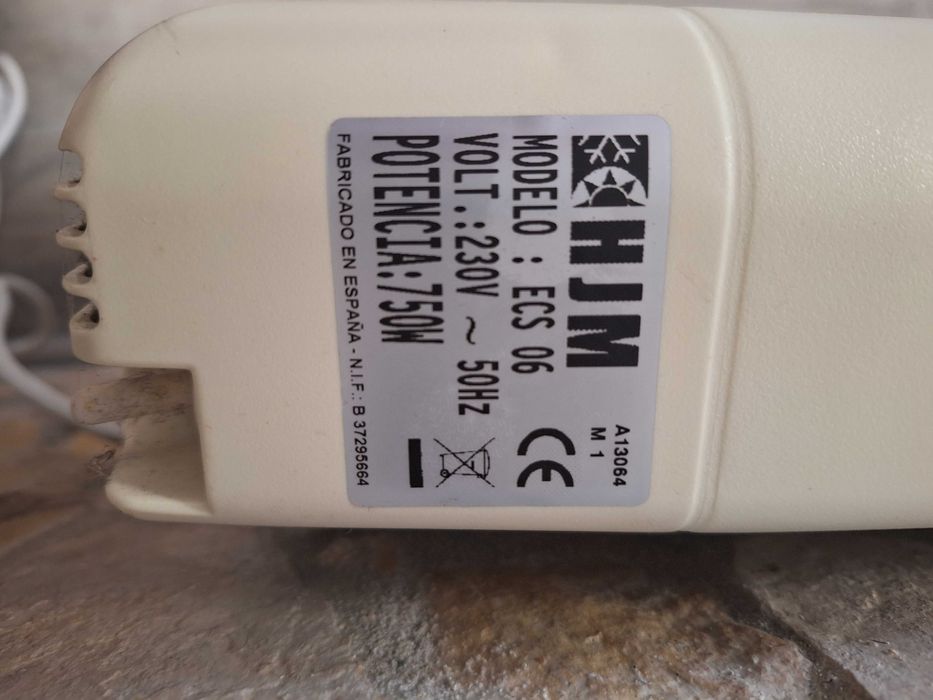 HJM
A13064
M 1
MODELO : ECS 06
VOLT.:230V ~ 50Hz
CE
POTENCIA:750W
FABRICADO EN ESPAÑA - N.I.F.: B 37295664